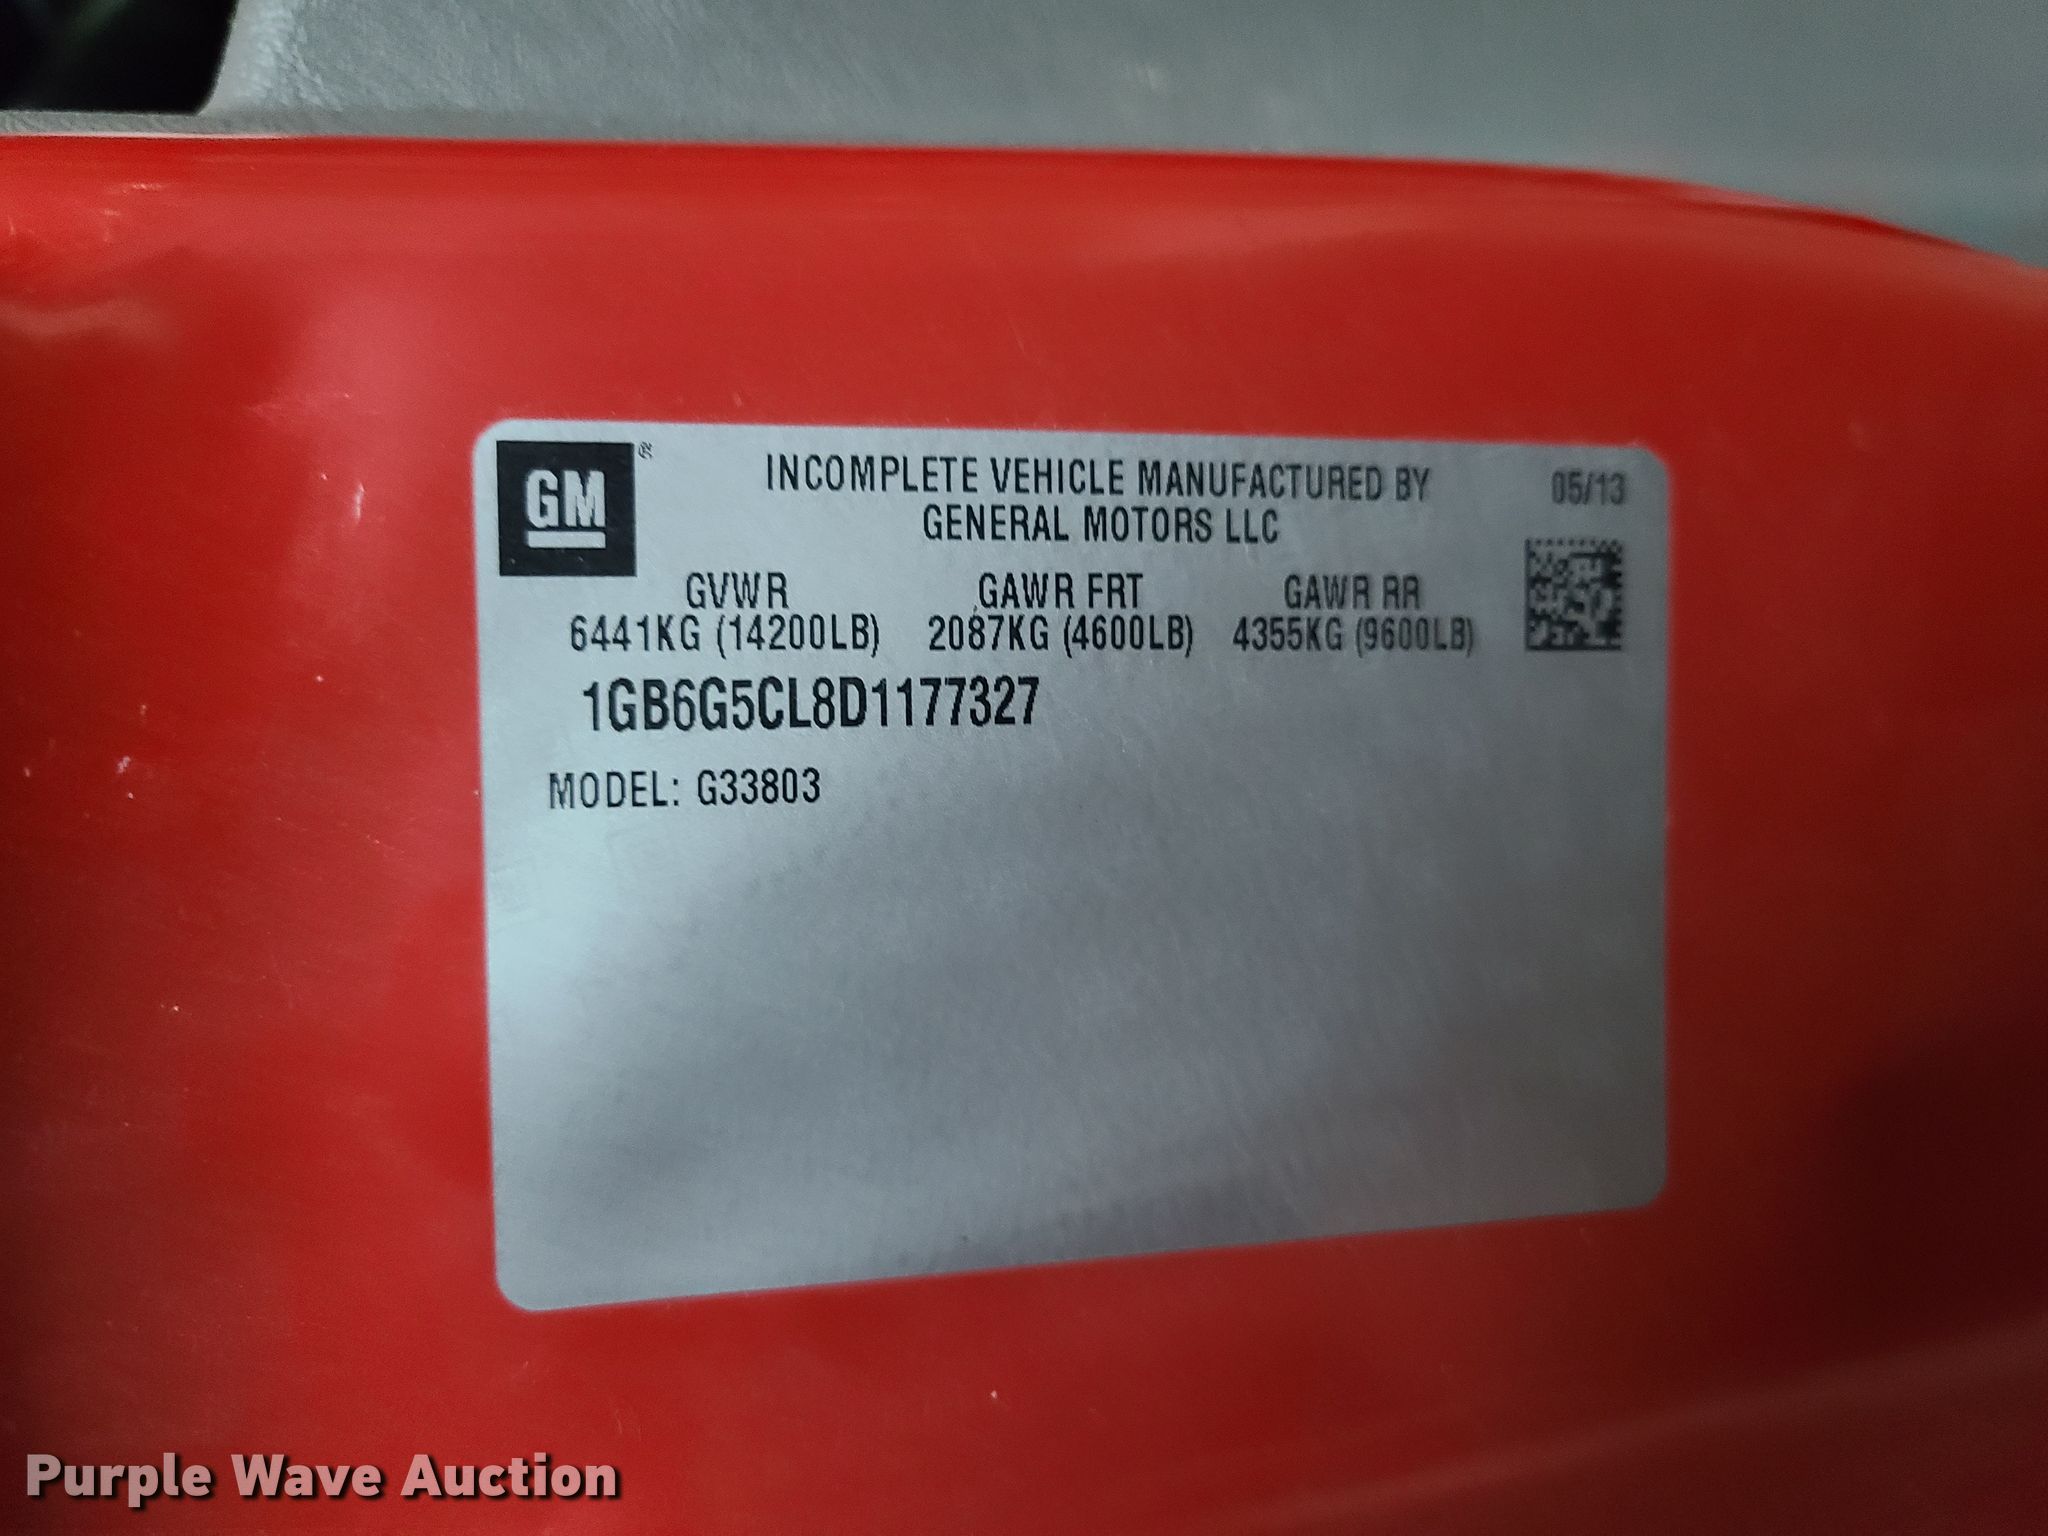 GM ®
INCOMPLETE VEHICLE MANUFACTURED BY
GENERAL MOTORS LLC
05/13
GVWR GAWR FRT GAWR RR
6441KG (14200LB) 2087KG (4600LB) 4355KG (9600LB)
1GB6G5CL8D1177327
MODEL: G33803
Purple Wave Auction